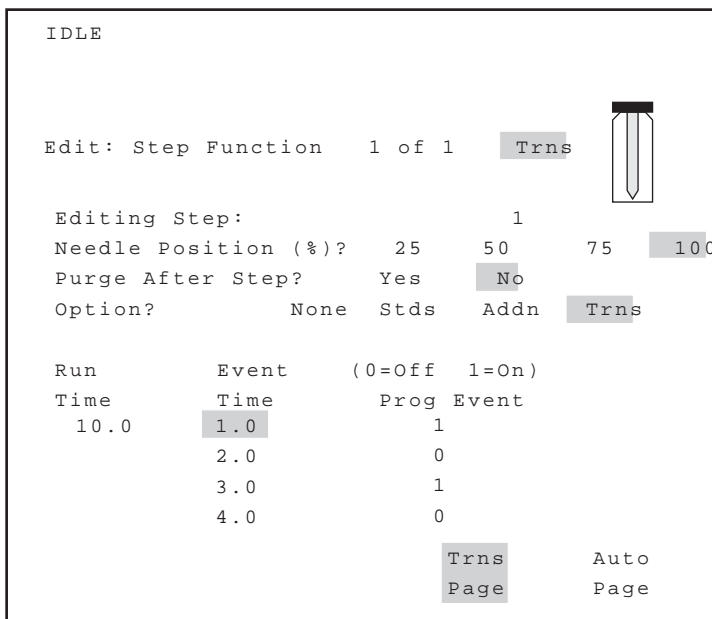 IDLE
Edit: Step Function 1 of 1 Trns
Editing Step: 1
Needle Position (%)? 25 50 75 100
Purge After Step? Yes No
Option? None Stds Addn Trns
Run Event (0=Off 1=On)
Time Time Prog Event
10.0 1.0 1
2.0 0
3.0 1
4.0 0
Trns Auto
Page Page